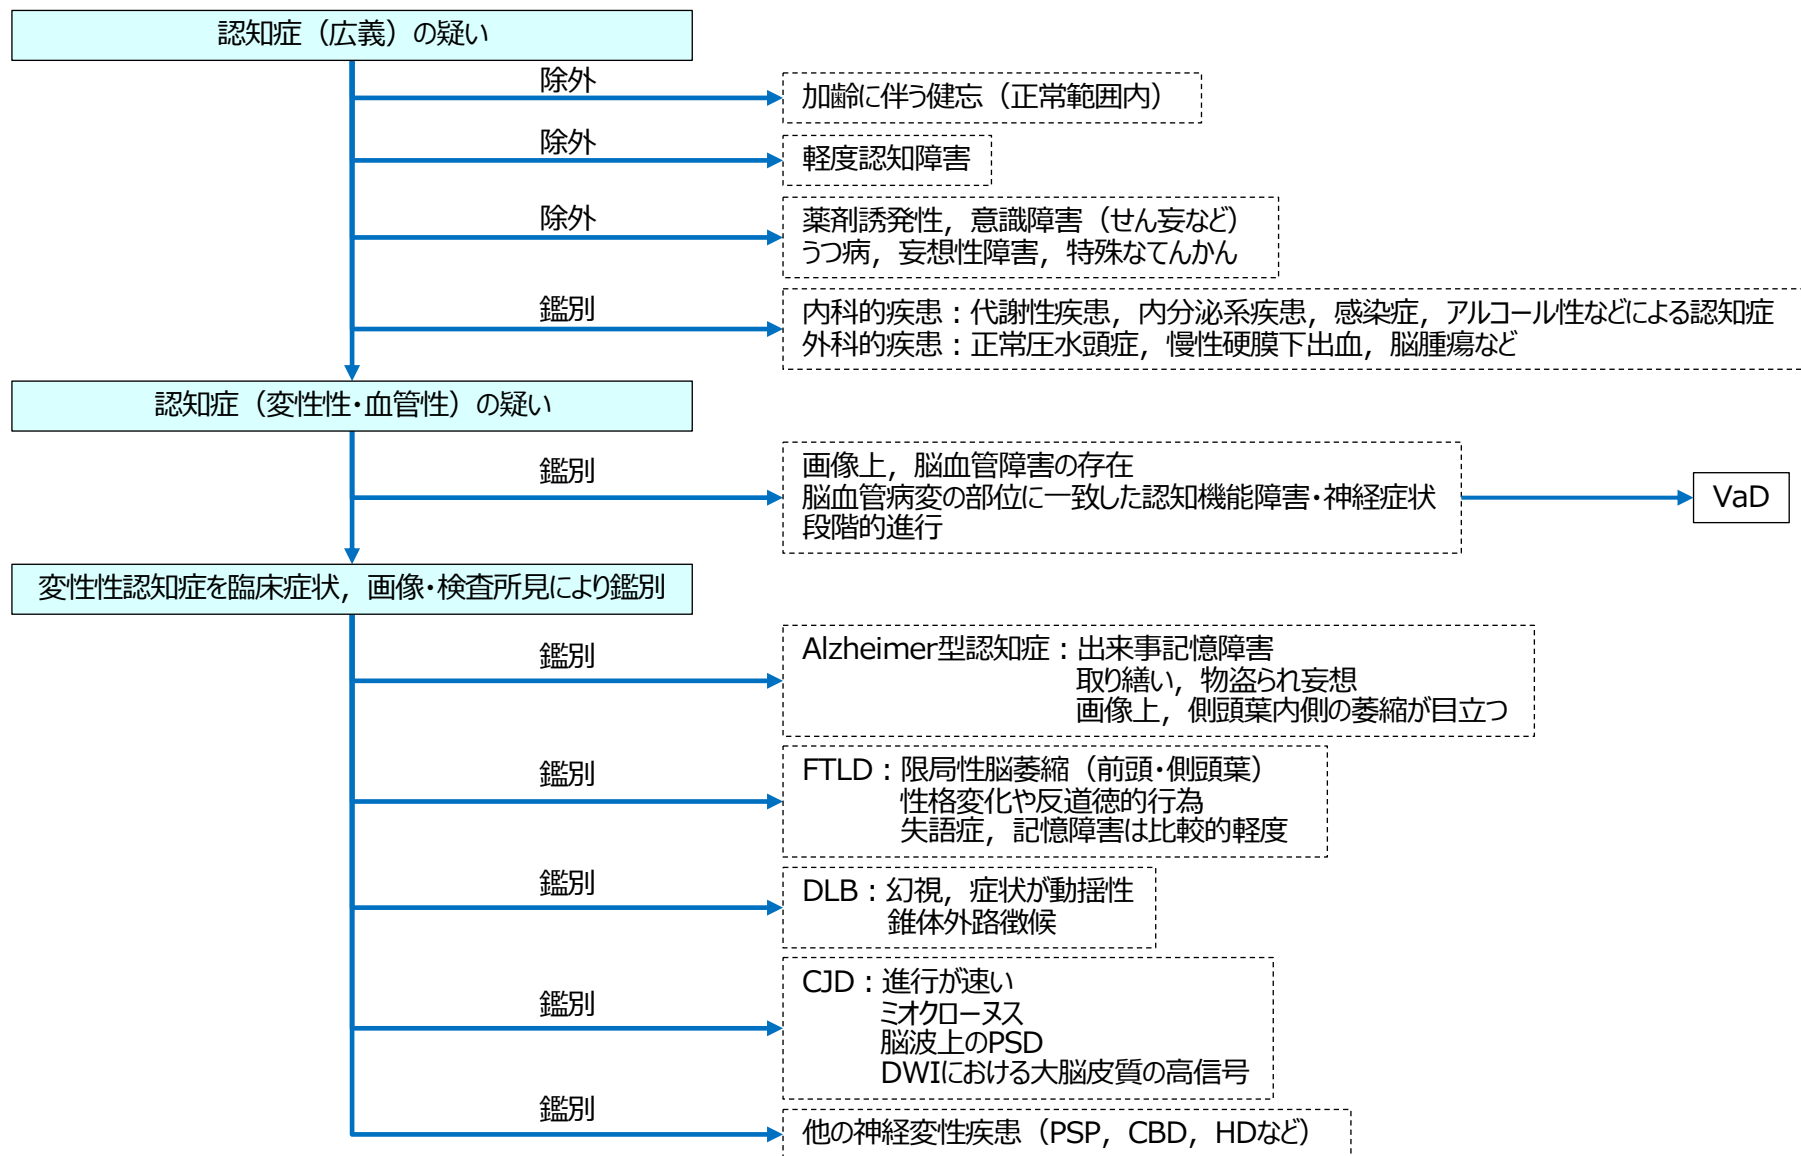 認知症（広義）の疑い
除外
加齢に伴う健忘（正常範囲内）
除外
軽度認知障害
除外
薬剤誘発性，意識障害（せん妄など）
うつ病，妄想性障害，特殊なてんかん
鑑別
内科的疾患：代謝性疾患，内分泌系疾患，感染症，アルコール性などによる認知症
外科的疾患：正常圧水頭症，慢性硬膜下出血，脳腫瘍など
認知症（変性性・血管性）の疑い
鑑別
画像上，脳血管障害の存在
脳血管病変の部位に一致した認知機能障害・神経症状
段階的進行
VaD
変性性認知症を臨床症状，画像・検査所見により鑑別
鑑別
Alzheimer型認知症：出来事記憶障害
取り繕い，物盗られ妄想
画像上，側頭葉内側の萎縮が目立つ
鑑別
FTLD：限局性脳萎縮（前頭・側頭葉）
性格変化や反道徳的行為
失語症，記憶障害は比較的軽度
鑑別
DLB：幻視，症状が動揺性
錐体外路徴候
鑑別
CJD：進行が速い
ミオクローヌス
脳波上のPSD
DWIにおける大脳皮質の高信号
鑑別
他の神経変性疾患（PSP，CBD，HDなど）